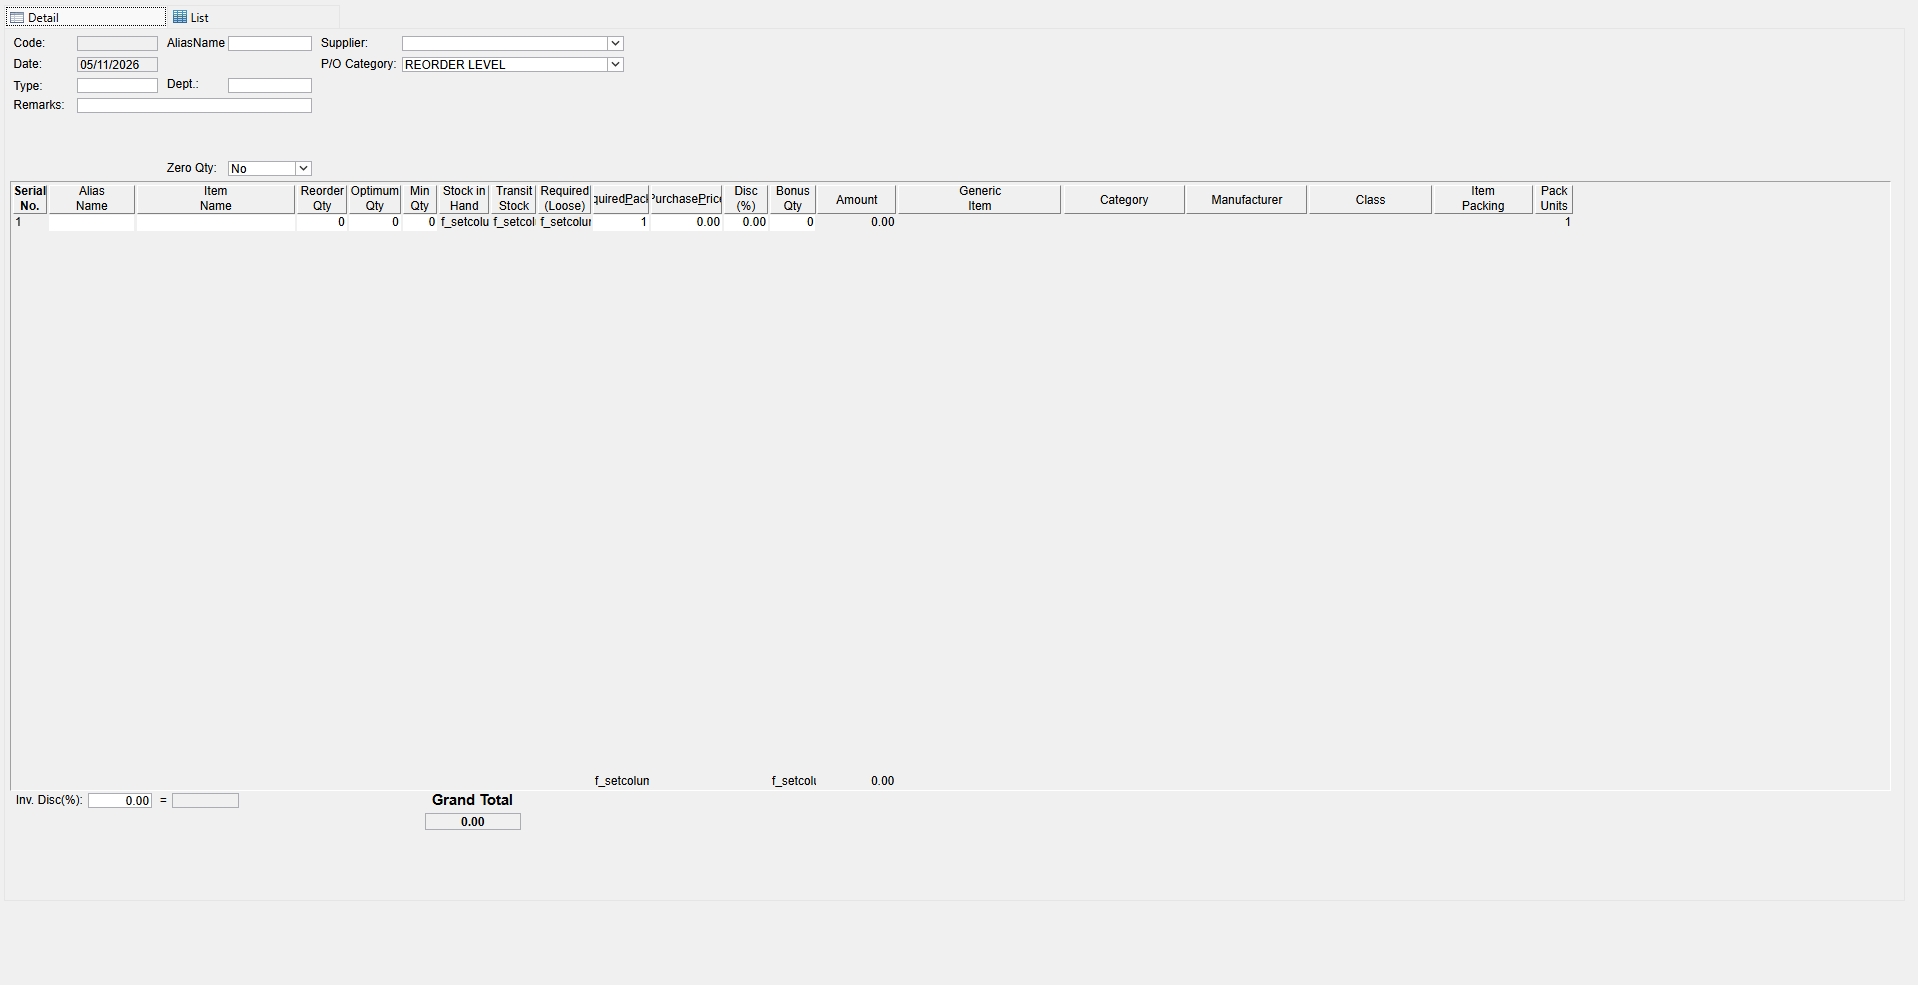 Detail List
Code: AliasName Supplier:
Date: 05/11/2026 P/O Category: REORDER LEVEL
Type: Dept.:
Remarks:
Zero Qty: No
Serial No. Alias Name Item Name Reorder Qty Optimum Qty Min Qty Stock in Hand Transit Stock Required (Loose) quiredPack PurchasePrice Disc (%) Bonus Qty Amount Generic Item Category Manufacturer Class Item Packing Pack Units
1 0 0 0 f_setcolu f_setcol f_setcolur 1 0.00 0.00 0 0.00 1
f_setcolum f_setcolu 0.00
Inv. Disc(%): 0.00 = Grand Total
0.00